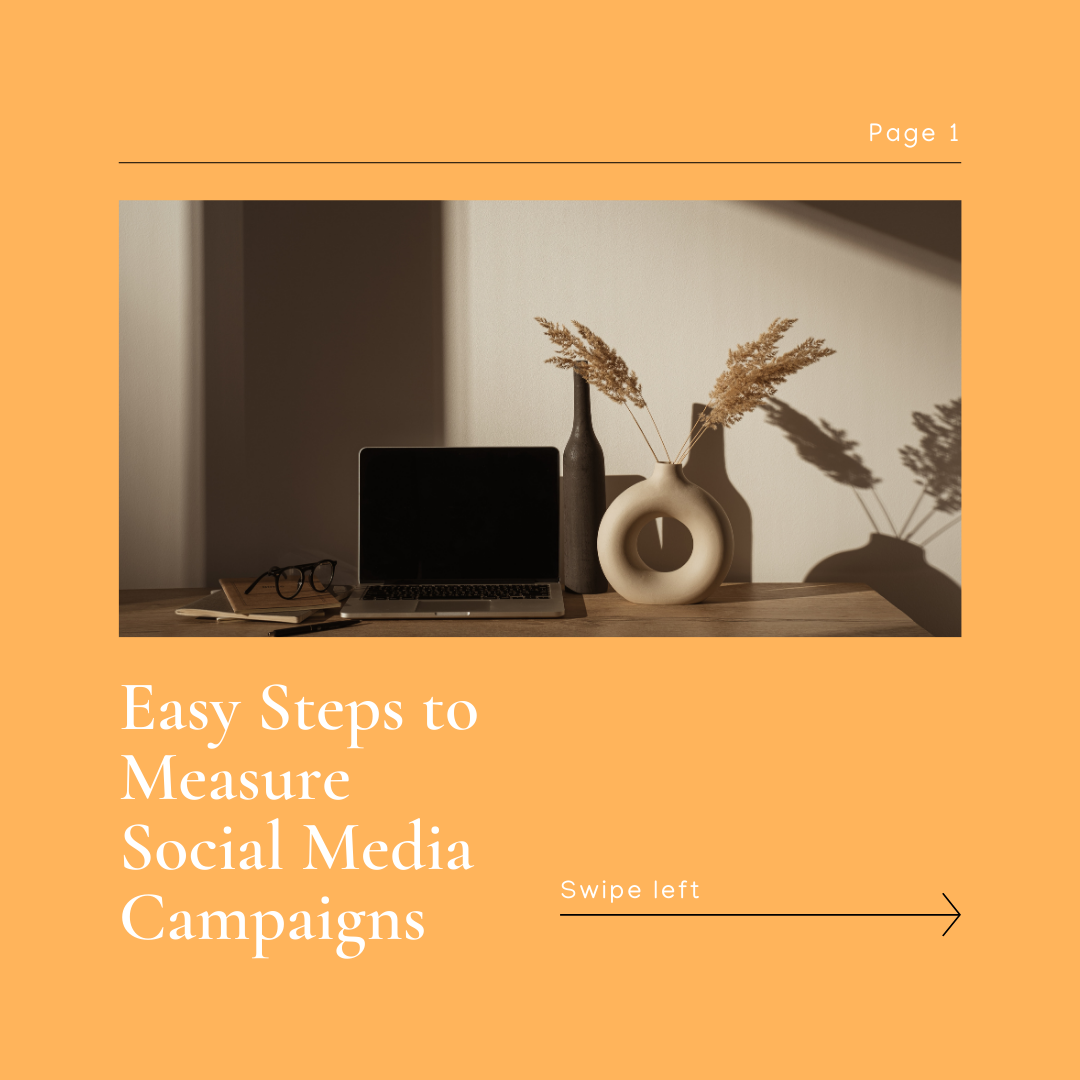 Page 1
Easy Steps to
Measure
Social Media
Campaigns
Swipe left